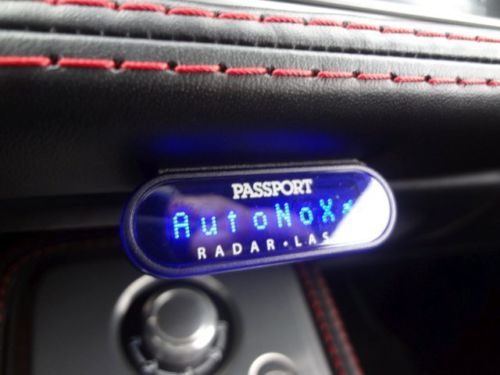 PASSPORT
AutoNoX
RADAR • LAS